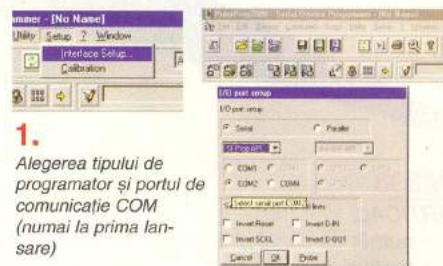 ammer - [No Name]
Utility Setup ? Window
Interface Setup...
Calibration
PonyProg2000 - Serial Device Programmer - [No Name]
1.
Alegerea tipului de
programator și portul de
comunicație COM
(numai la prima lan-
sare)
I/O port setup
I/O port setup
Serial Parallel
SI Prog API
COM1 COM3
COM2 COM4
Select serial port COM2
Invert Reset Invert D-IN
Invert SCKL Invert D-OUT
Cancel OK Probe